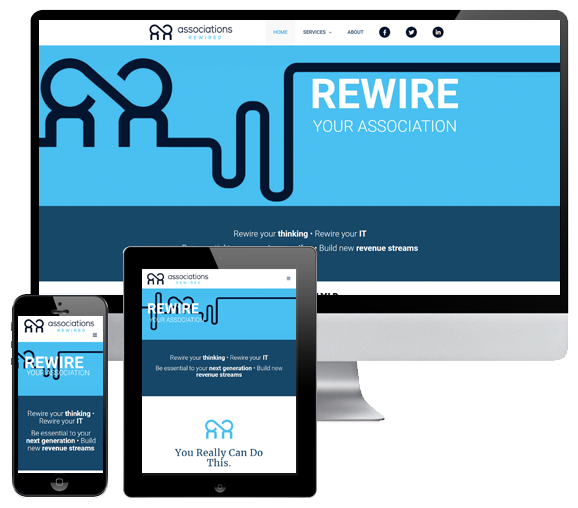 associations
REWIRED
HOME SERVICES ABOUT
REWIRE
YOUR ASSOCIATION
Rewire your thinking • Rewire your IT
• Build new revenue streams
associations
REWIRED
REWIRE
YOUR ASSOCIATION
Rewire your thinking • Rewire your IT
Be essential to your next generation • Build new
revenue streams
You Really Can Do
This.
associations
REWIRED
REWIRE
YOUR ASSOCIATION
Rewire your thinking •
Rewire your IT
Be essential to your
next generation • Build
new revenue streams